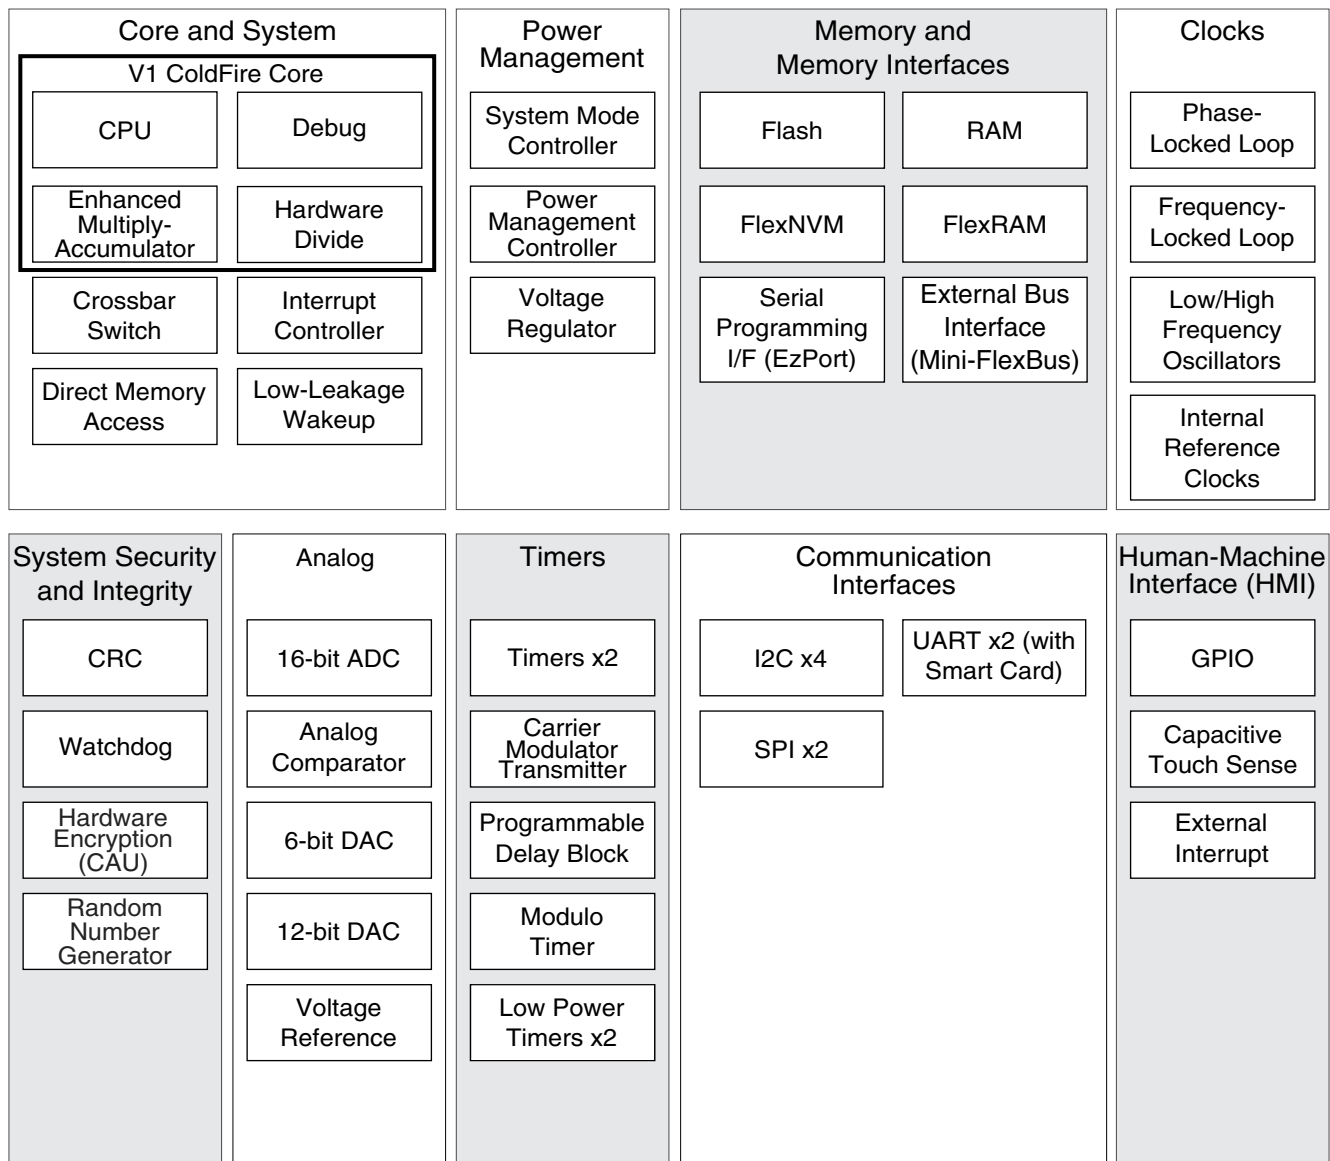 Core and System
V1 ColdFire Core
CPU
Debug
Enhanced
Multiply-
Accumulator
Hardware
Divide
Crossbar
Switch
Interrupt
Controller
Direct Memory
Access
Low-Leakage
Wakeup
Power
Management
System Mode
Controller
Power
Management
Controller
Voltage
Regulator
Memory and
Memory Interfaces
Flash
RAM
FlexNVM
FlexRAM
Serial
Programming
I/F (EzPort)
External Bus
Interface
(Mini-FlexBus)
Clocks
Phase-
Locked Loop
Frequency-
Locked Loop
Low/High
Frequency
Oscillators
Internal
Reference
Clocks
System Security
and Integrity
CRC
Watchdog
Hardware
Encryption
(CAU)
Random
Number
Generator
Analog
16-bit ADC
Analog
Comparator
6-bit DAC
12-bit DAC
Voltage
Reference
Timers
Timers x2
Carrier
Modulator
Transmitter
Programmable
Delay Block
Modulo
Timer
Low Power
Timers x2
Communication
Interfaces
I2C x4
UART x2 (with
Smart Card)
SPI x2
Human-Machine
Interface (HMI)
GPIO
Capacitive
Touch Sense
External
Interrupt